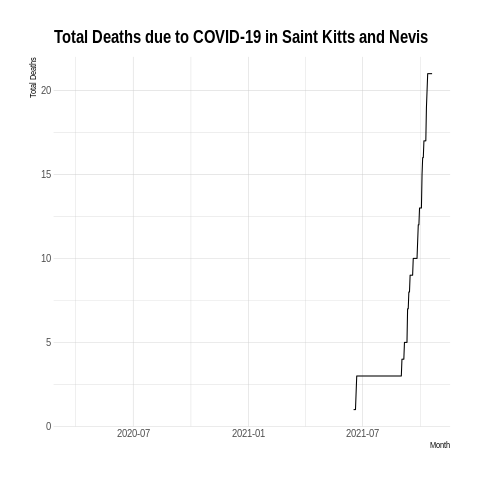 Total Deaths due to COVID-19 in Saint Kitts and Nevis
Total Deaths
20
15
10
5
0
2020-07 2021-01 2021-07
Month